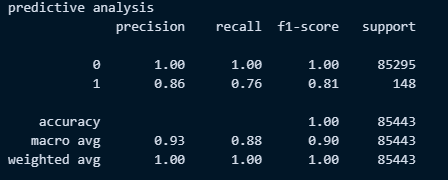 predictive analysis
precision recall f1-score support
0 1.00 1.00 1.00 85295
1 0.86 0.76 0.81 148
accuracy 1.00 85443
macro avg 0.93 0.88 0.90 85443
weighted avg 1.00 1.00 1.00 85443